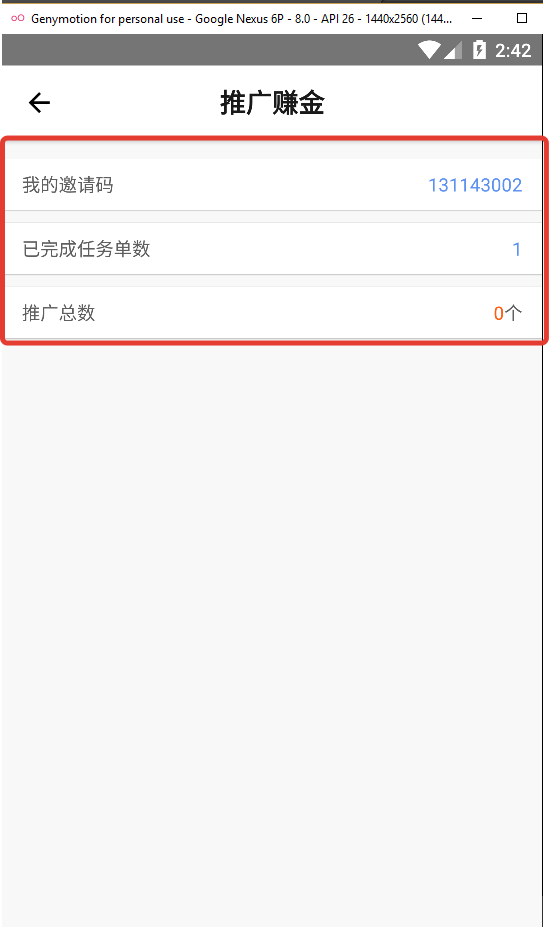 Genymotion for personal use - Google Nexus 6P - 8.0 - API 26 - 1440x2560 (144...
2:42
推广赚金
我的邀请码 131143002
已完成任务单数 1
推广总数 0个